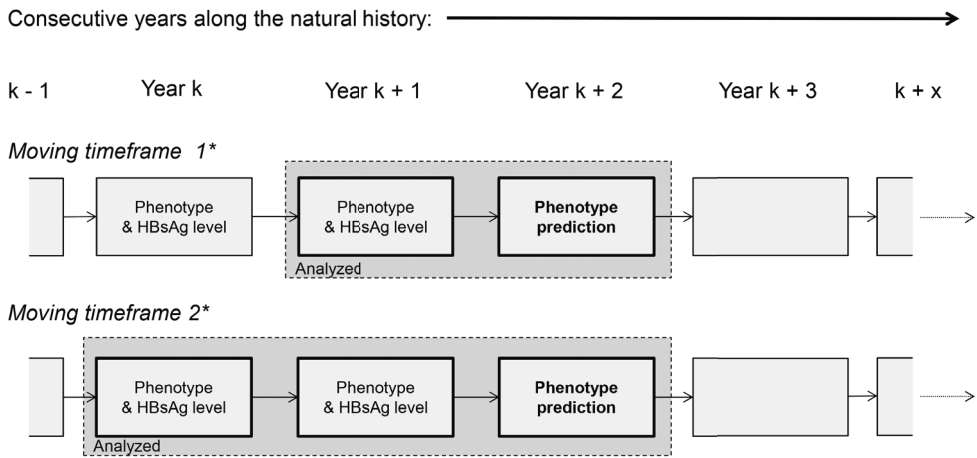 Consecutive years along the natural history:
k - 1 Year k Year k + 1 Year k + 2 Year k + 3 k + x
Moving timeframe 1*
Phenotype Phenotype Phenotype
& HBsAg level & HBsAg level prediction
Analyzed
Moving timeframe 2*
Phenotype Phenotype Phenotype
& HBsAg level & HBsAg level prediction
Analyzed